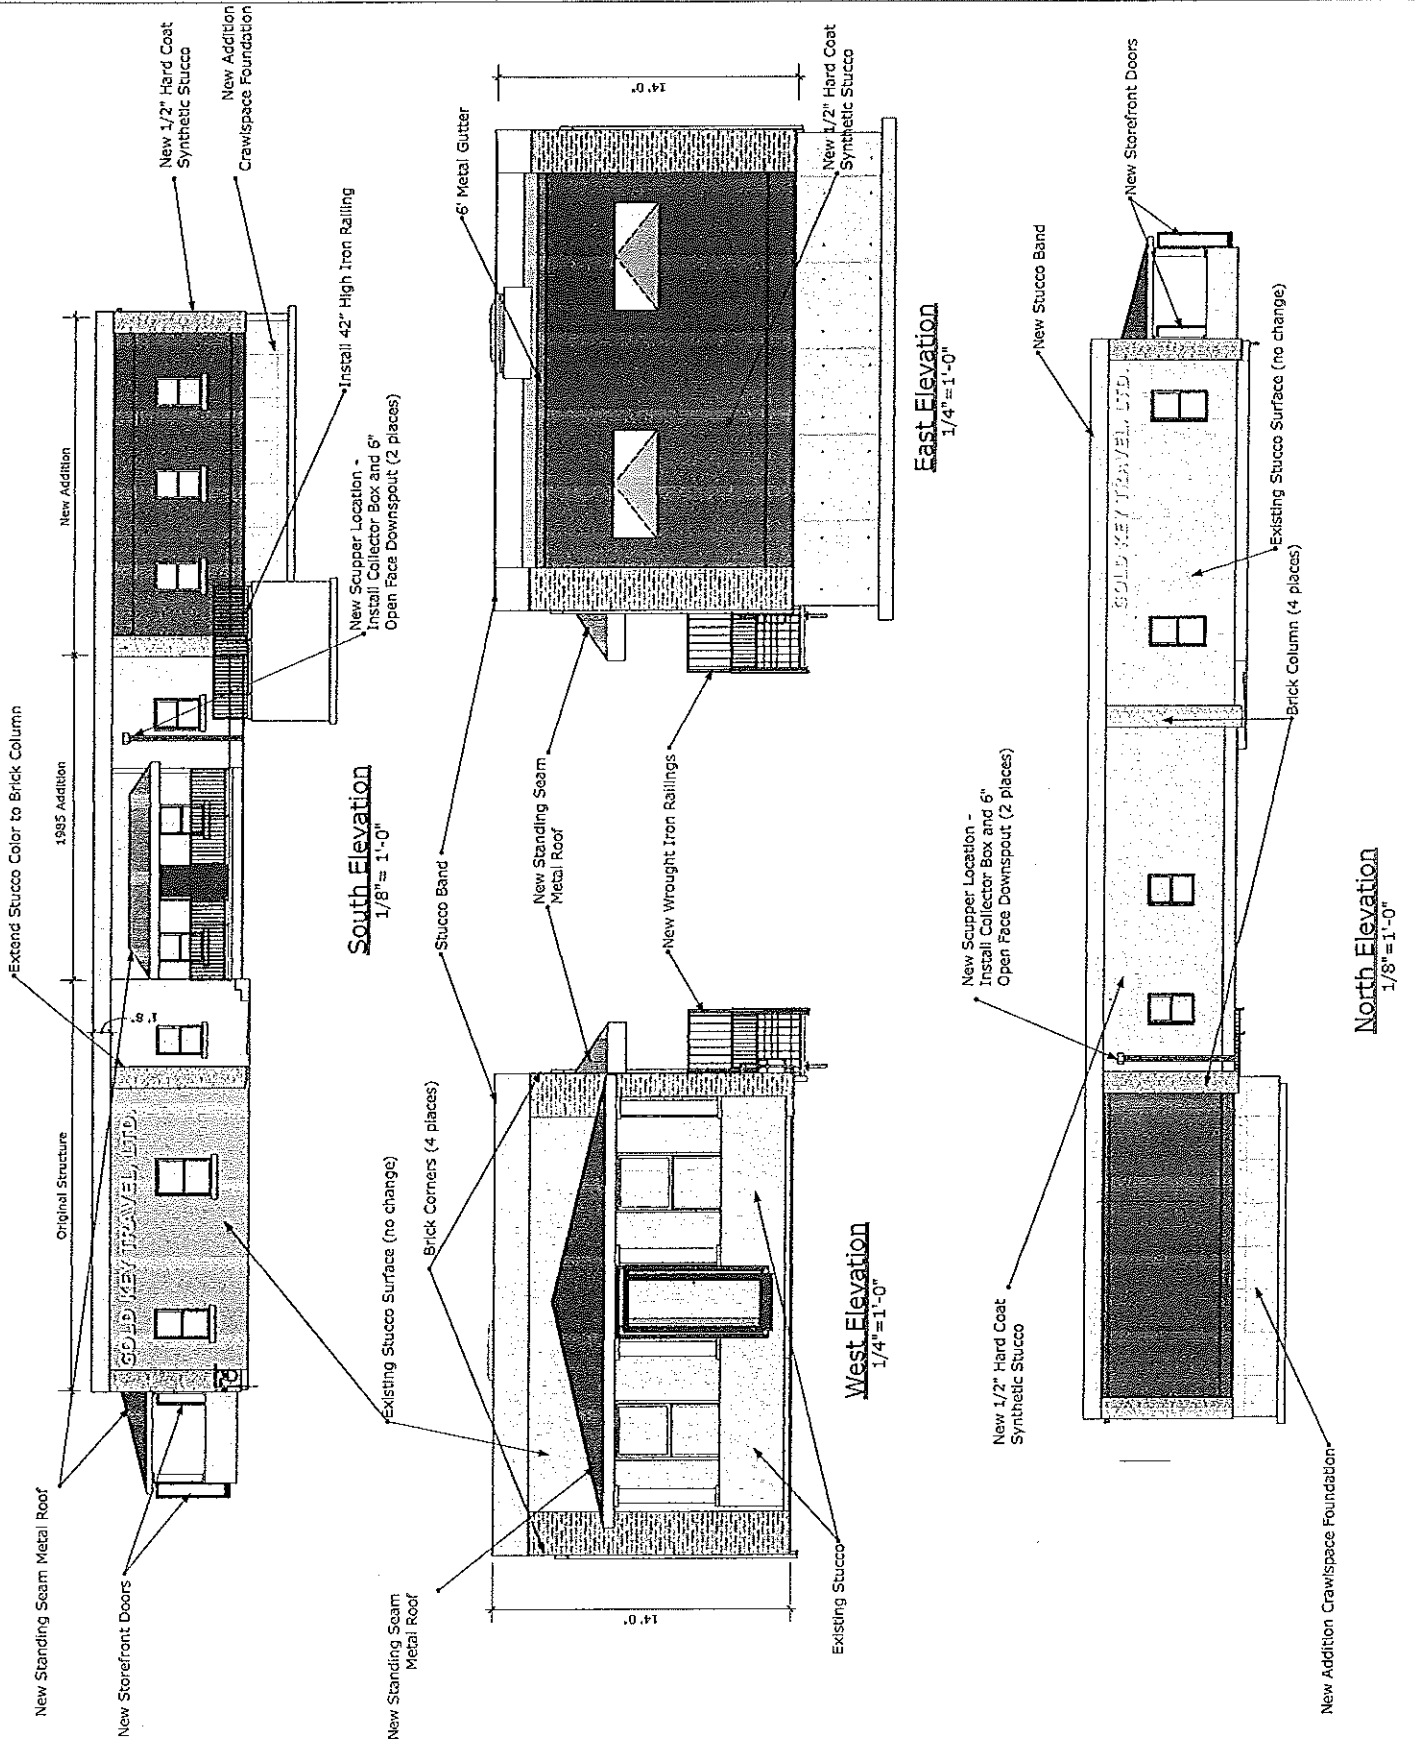 New Standing Seam Metal Roof
New Storefront Doors
Original Structure
GOLD KEY TRAVEL, LTD.
1'8"
Extend Stucco Color to Brick Column
1985 Addition
New Addition
New 1/2" Hard Coat
Synthetic Stucco
New Addition
Crawlspace Foundation
Install 42" High Iron Railing
New Scupper Location -
Install Collector Box and 6"
Open Face Downspout (2 places)
South Elevation
1/8"= 1'-0"
Existing Stucco Surface (no change)
Brick Corners (4 places)
New Standing Seam
Metal Roof
14'0"
Existing Stucco
West Elevation
1/4"=1'-0"
Stucco Band
New Standing Seam
Metal Roof
New Wrought Iron Railings
6' Metal Gutter
14'0"
New 1/2" Hard Coat
Synthetic Stucco
East Elevation
1/4"=1'-0"
New Scupper Location -
Install Collector Box and 6"
Open Face Downspout (2 places)
New Stucco Band
New Storefront Doors
GOLD KEY TRAVEL, LTD.
Existing Stucco Surface (no change)
Brick Column (4 places)
New 1/2" Hard Coat
Synthetic Stucco
New Addition Crawlspace Foundation
North Elevation
1/8"=1'-0"